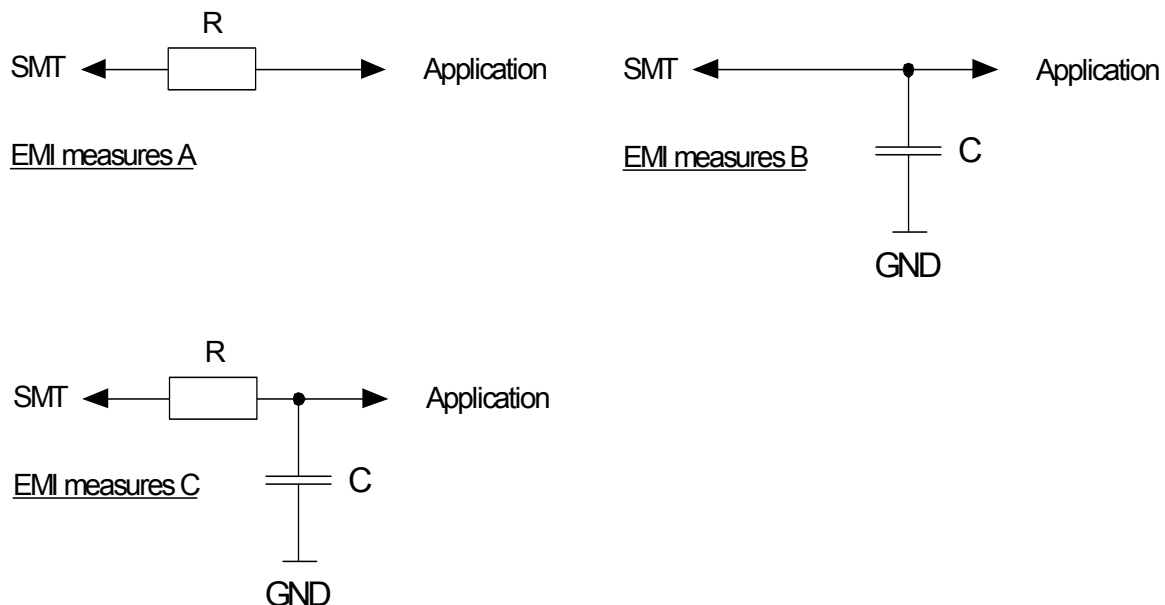 R
SMT
Application
EMI measures A
SMT
Application
EMI measures B
C
GND
R
SMT
Application
EMI measures C
C
GND